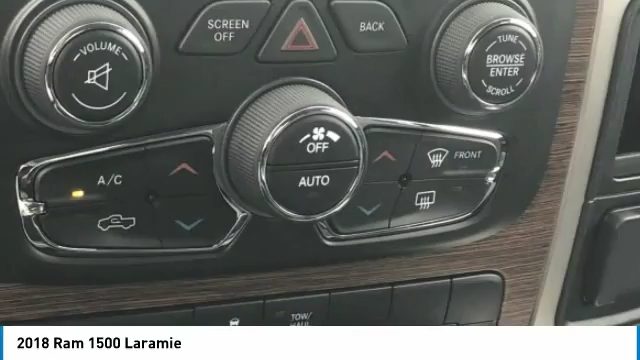 SCREEN
OFF
BACK
VOLUME
TUNE
BROWSE
ENTER
SCROLL
OFF
AUTO
A/C
FRONT
TOW/
HAUL
2018 Ram 1500 Laramie